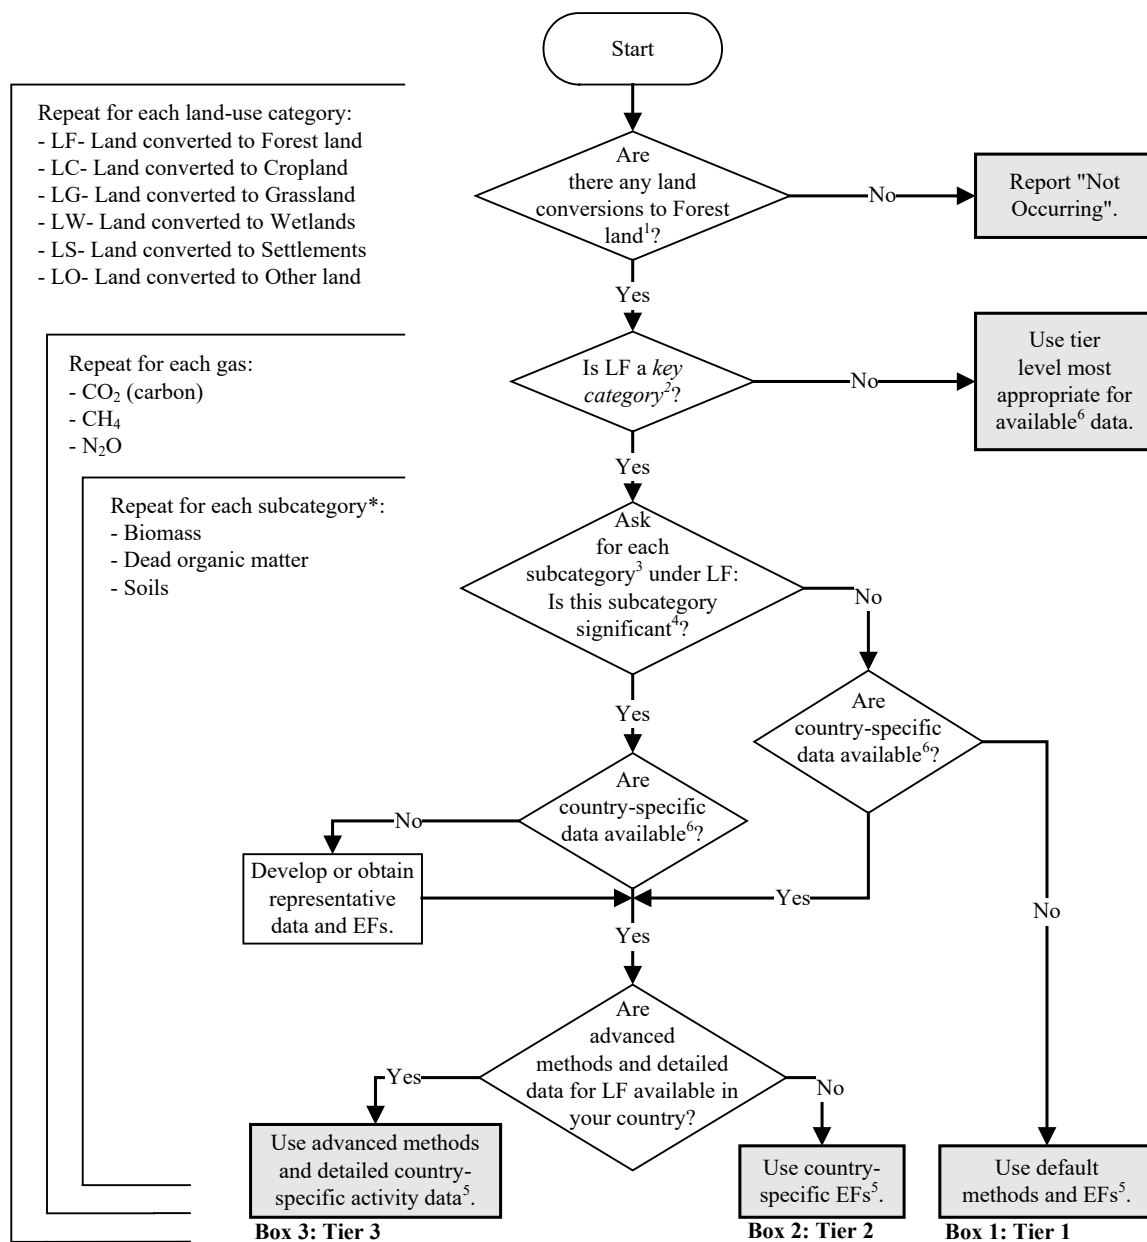 Start
Repeat for each land-use category:
- LF- Land converted to Forest land
- LC- Land converted to Cropland
- LG- Land converted to Grassland
- LW- Land converted to Wetlands
- LS- Land converted to Settlements
- LO- Land converted to Other land
Are
there any land
conversions to Forest
land¹?
No
Report "Not
Occurring".
Yes
Repeat for each gas:
- CO₂ (carbon)
- CH₄
- N₂O
Is LF a key
category²?
No
Use tier
level most
appropriate for
available⁶ data.
Yes
Repeat for each subcategory*:
- Biomass
- Dead organic matter
- Soils
Ask
for each
subcategory³ under LF:
Is this subcategory
significant⁴?
No
Yes
Are
country-specific
data available⁶?
Are
country-specific
data available⁶?
No
Develop or obtain
representative
data and EFs.
Yes
No
Yes
Are
advanced
methods and detailed
data for LF available in
your country?
Yes
No
Use advanced methods
and detailed country-
specific activity data⁵.
Use country-
specific EFs⁵.
Use default
methods and EFs⁵.
Box 3: Tier 3
Box 2: Tier 2
Box 1: Tier 1